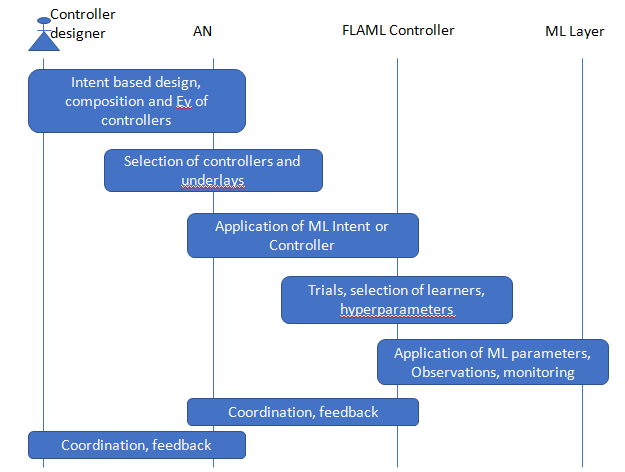 Controller
designer
AN
FLAML Controller
ML Layer
Intent based design,
composition and Ev of
controllers
Selection of controllers and
underlays
Application of ML Intent or
Controller
Trials, selection of learners,
hyperparameters
Application of ML parameters,
Observations, monitoring
Coordination, feedback
Coordination, feedback